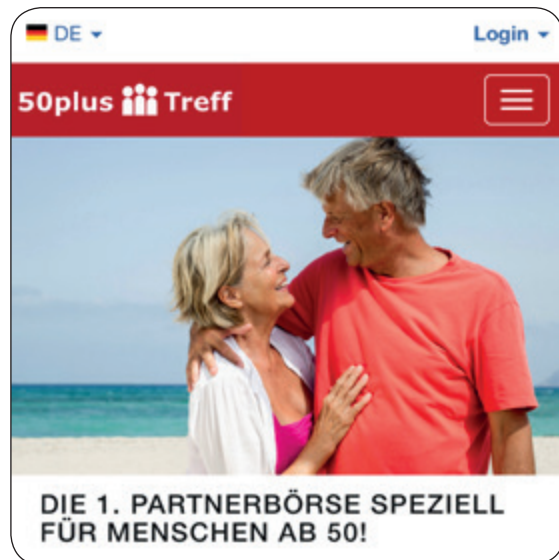 DE
Login
50plus Treff
DIE 1. PARTNERBÖRSE SPEZIELL
FÜR MENSCHEN AB 50!